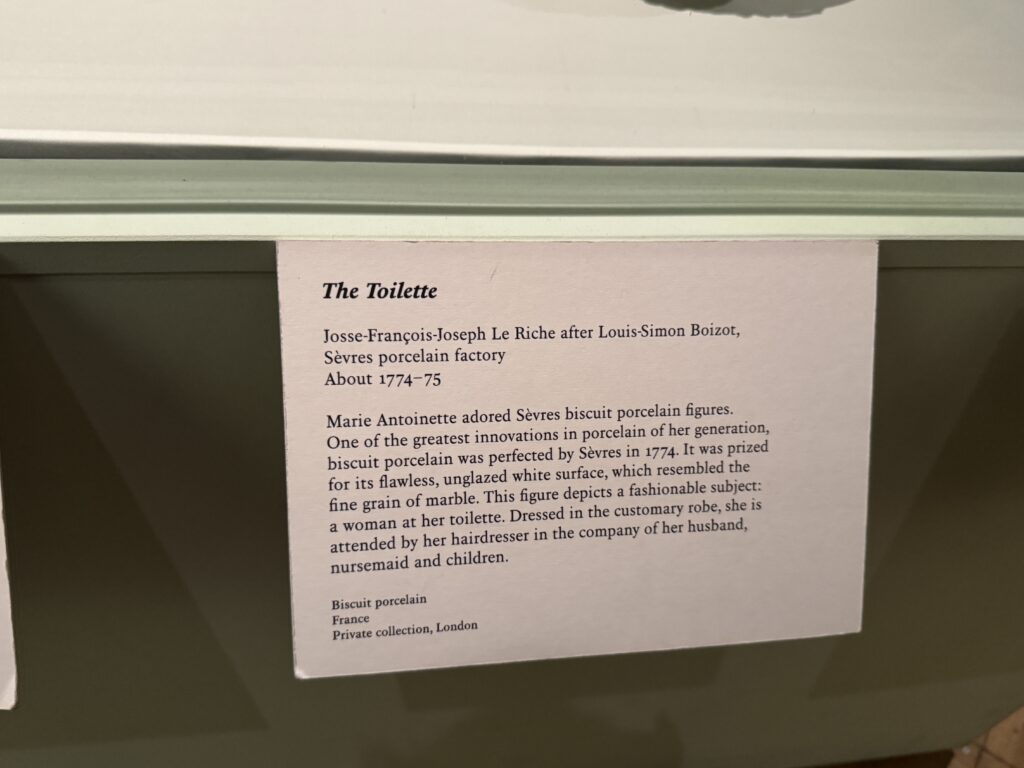 The Toilette
Josse-François-Joseph Le Riche after Louis-Simon Boizot,
Sèvres porcelain factory
About 1774–75
Marie Antoinette adored Sèvres biscuit porcelain figures.
One of the greatest innovations in porcelain of her generation,
biscuit porcelain was perfected by Sèvres in 1774. It was prized
for its flawless, unglazed white surface, which resembled the
fine grain of marble. This figure depicts a fashionable subject:
a woman at her toilette. Dressed in the customary robe, she is
attended by her hairdresser in the company of her husband,
nursemaid and children.
Biscuit porcelain
France
Private collection, London